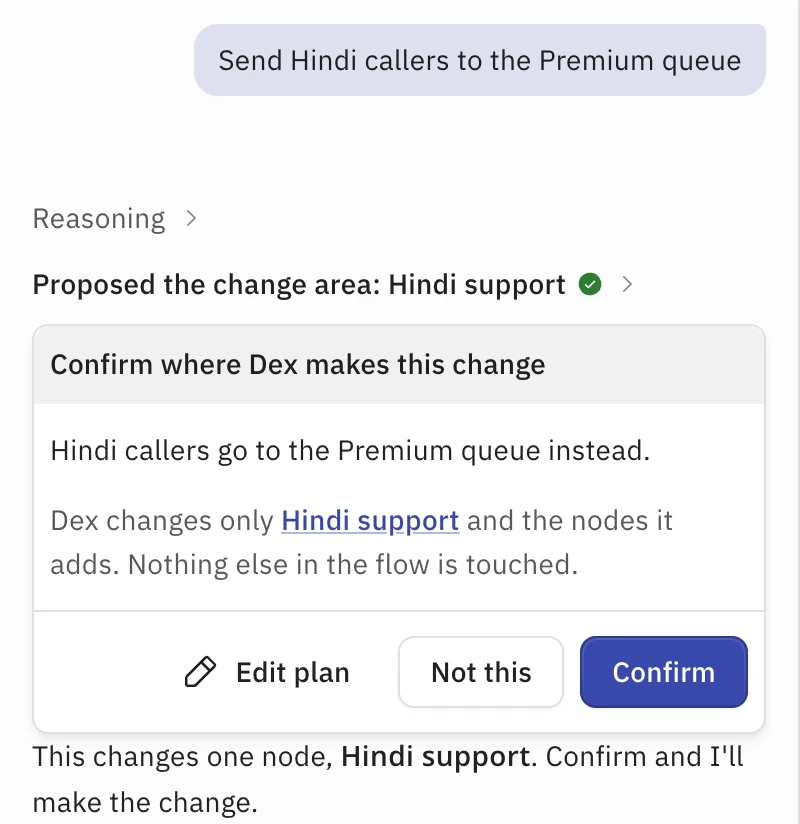 Send Hindi callers to the Premium queue
Reasoning
Proposed the change area: Hindi support
Confirm where Dex makes this change
Hindi callers go to the Premium queue instead.
Dex changes only Hindi support and the nodes it
adds. Nothing else in the flow is touched.
Edit plan
Not this
Confirm
This changes one node, Hindi support. Confirm and I'll
make the change.